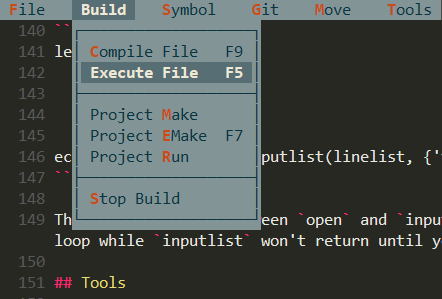 File Build Symbol Git Move Tools
140 ``
141 le
Compile File F9
142 Execute File F5
143
144 Project Make
145 Project EMake F7
146 ec Project Run putlist(linelist, {'
147 ``
148 Stop Build
149 Th een `open` and `inpu
loop while `inputlist` won't return until y
150
151 ## Tools